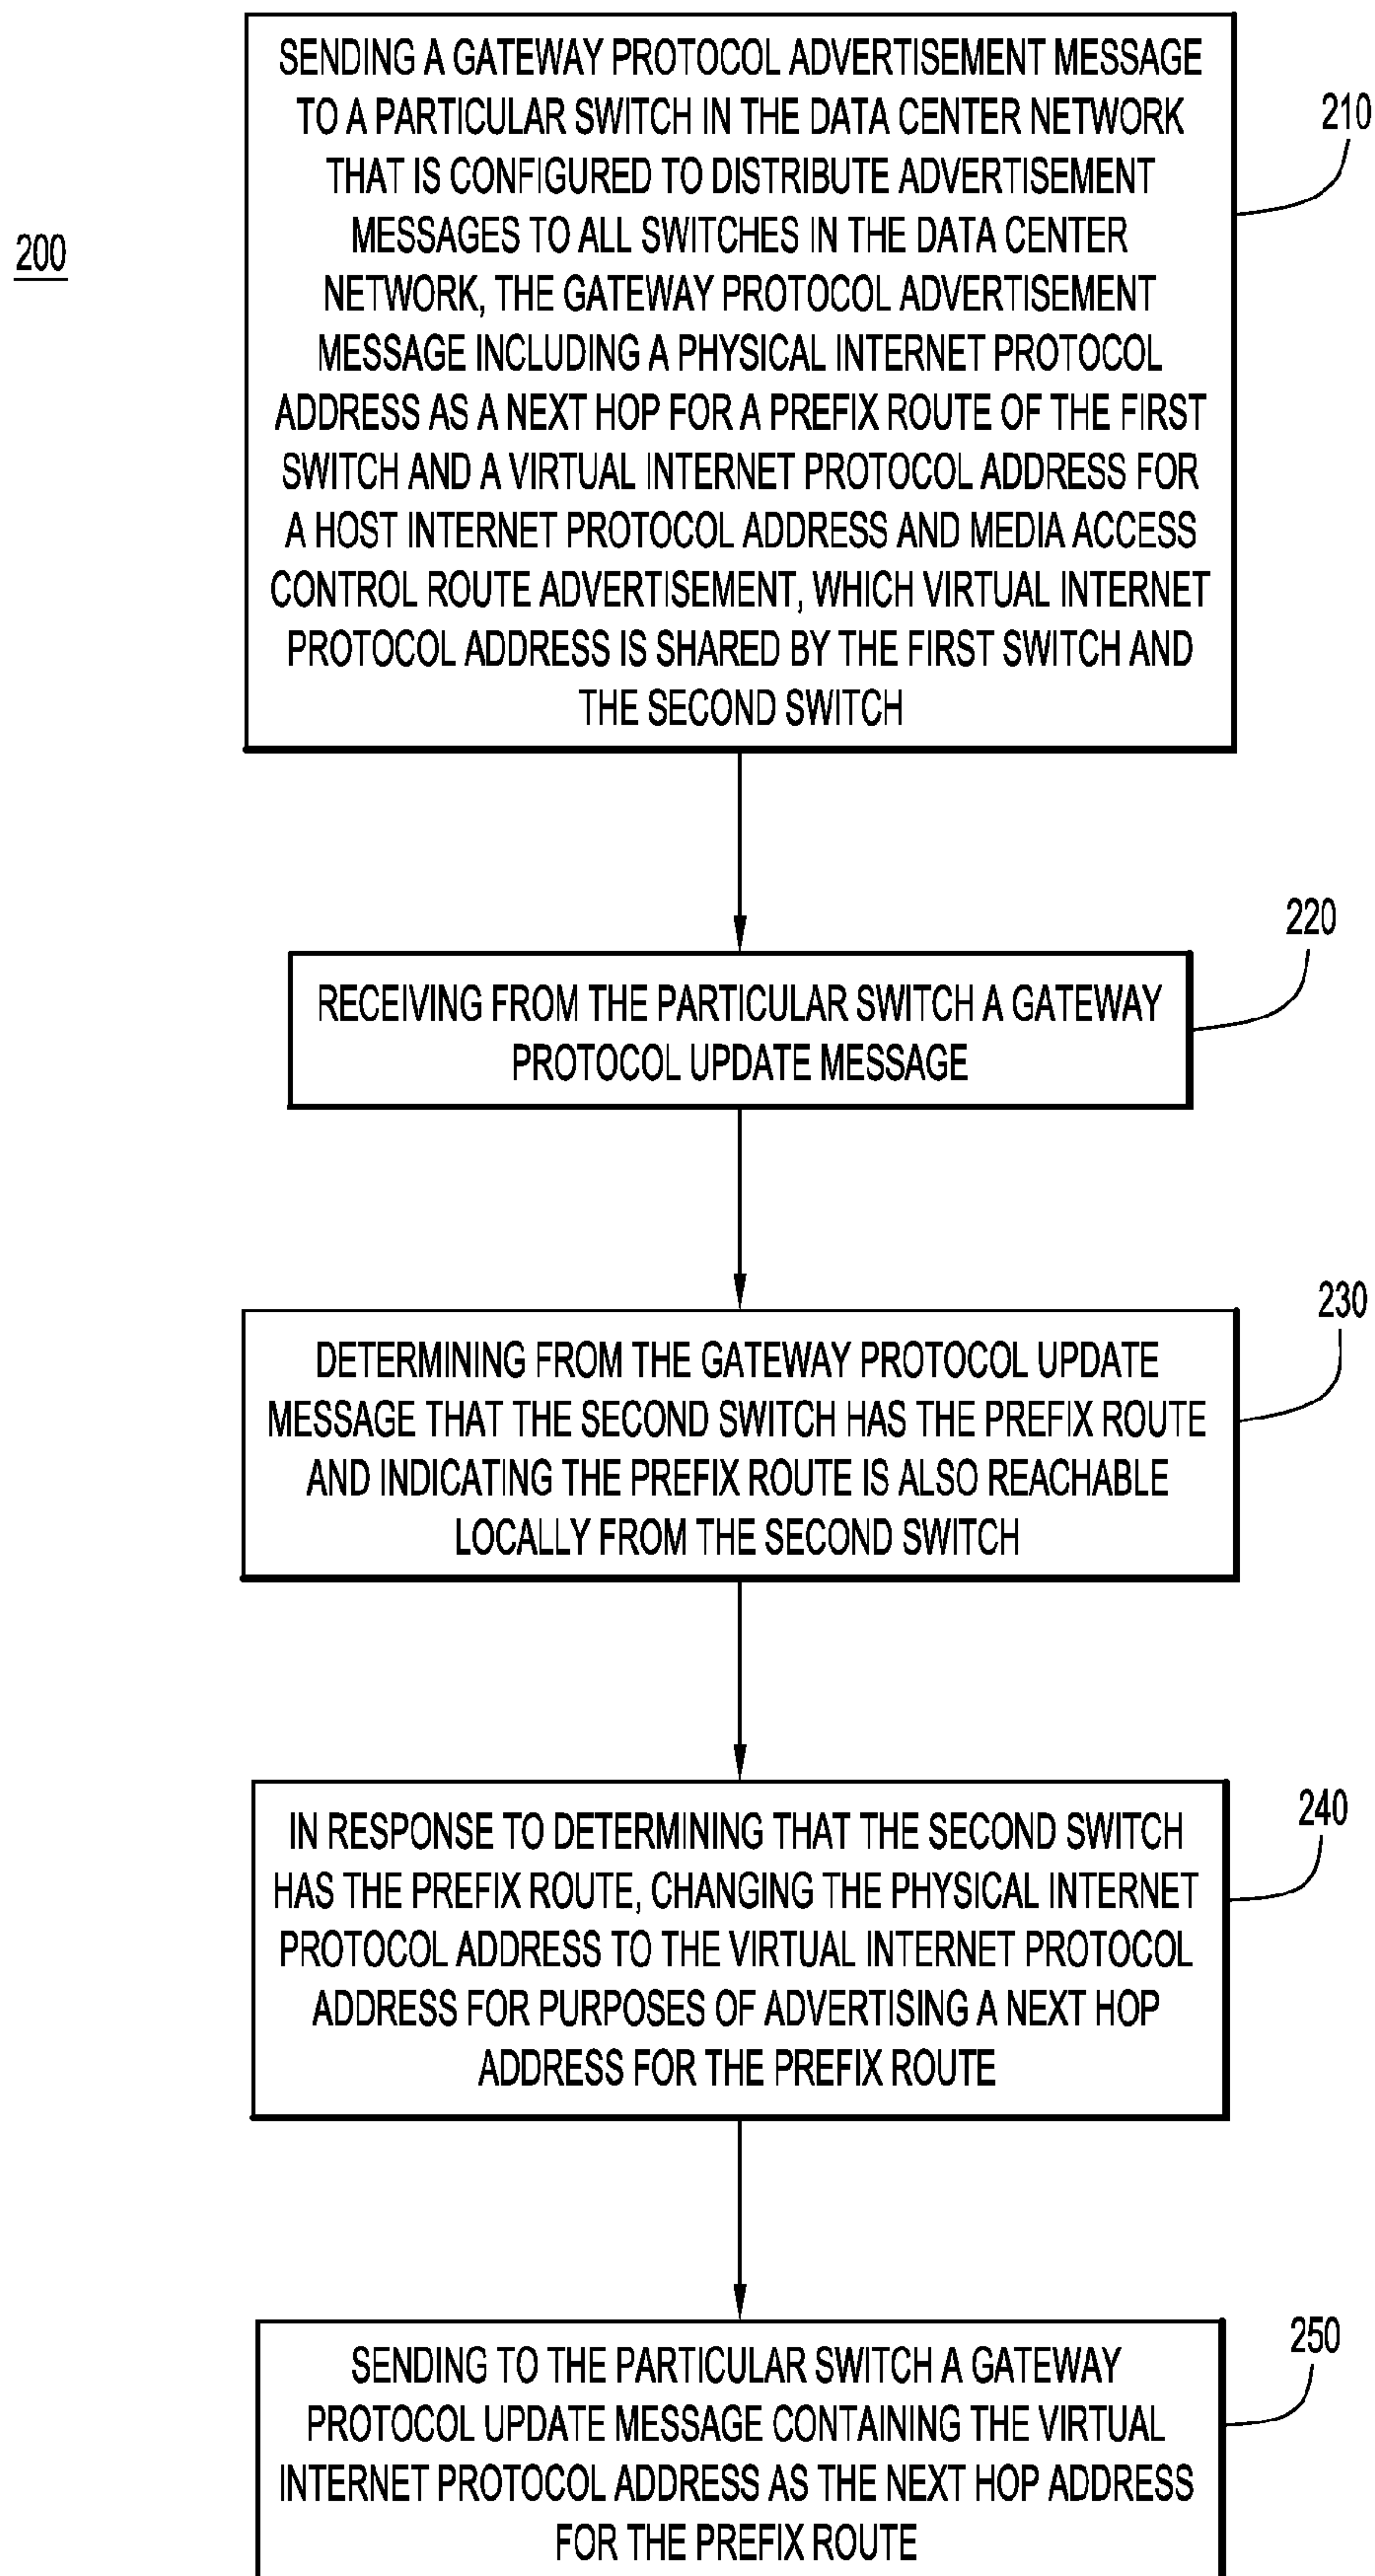 SENDING A GATEWAY PROTOCOL ADVERTISEMENT MESSAGE
TO A PARTICULAR SWITCH IN THE DATA CENTER NETWORK
THAT IS CONFIGURED TO DISTRIBUTE ADVERTISEMENT
MESSAGES TO ALL SWITCHES IN THE DATA CENTER
NETWORK, THE GATEWAY PROTOCOL ADVERTISEMENT
MESSAGE INCLUDING A PHYSICAL INTERNET PROTOCOL
ADDRESS AS A NEXT HOP FOR A PREFIX ROUTE OF THE FIRST
SWITCH AND A VIRTUAL INTERNET PROTOCOL ADDRESS FOR
A HOST INTERNET PROTOCOL ADDRESS AND MEDIA ACCESS
CONTROL ROUTE ADVERTISEMENT, WHICH VIRTUAL INTERNET
PROTOCOL ADDRESS IS SHARED BY THE FIRST SWITCH AND
THE SECOND SWITCH
210
200
220
RECEIVING FROM THE PARTICULAR SWITCH A GATEWAY
PROTOCOL UPDATE MESSAGE
230
DETERMINING FROM THE GATEWAY PROTOCOL UPDATE
MESSAGE THAT THE SECOND SWITCH HAS THE PREFIX ROUTE
AND INDICATING THE PREFIX ROUTE IS ALSO REACHABLE
LOCALLY FROM THE SECOND SWITCH
240
IN RESPONSE TO DETERMINING THAT THE SECOND SWITCH
HAS THE PREFIX ROUTE, CHANGING THE PHYSICAL INTERNET
PROTOCOL ADDRESS TO THE VIRTUAL INTERNET PROTOCOL
ADDRESS FOR PURPOSES OF ADVERTISING A NEXT HOP
ADDRESS FOR THE PREFIX ROUTE
250
SENDING TO THE PARTICULAR SWITCH A GATEWAY
PROTOCOL UPDATE MESSAGE CONTAINING THE VIRTUAL
INTERNET PROTOCOL ADDRESS AS THE NEXT HOP ADDRESS
FOR THE PREFIX ROUTE